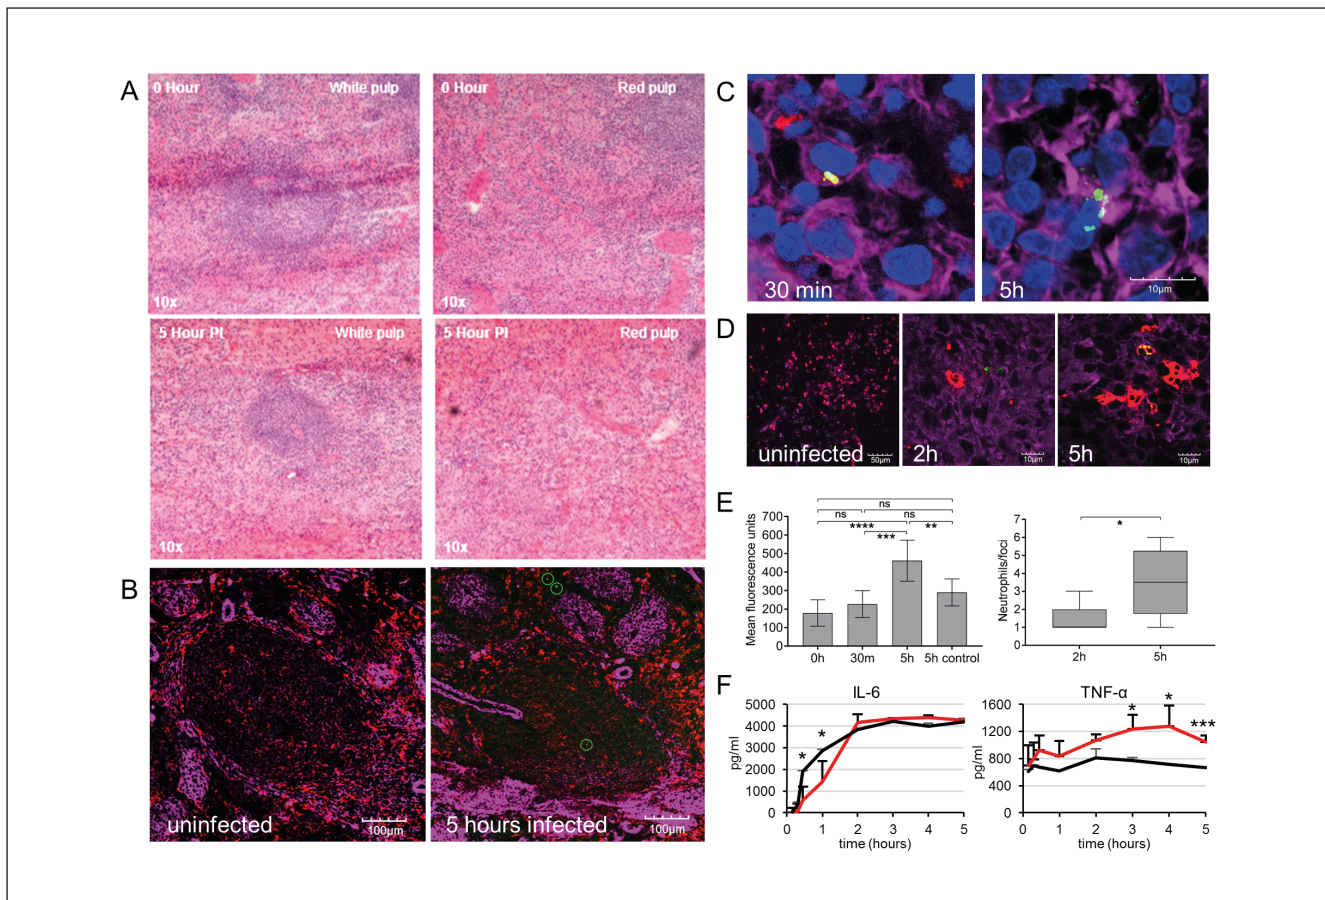 A
0 Hour White pulp
10x
0 Hour Red pulp
10x
5 Hour PI White pulp
10x
5 Hour PI Red pulp
10x
B
uninfected
100µm
5 hours infected
100µm
C
30 min
5h
10µm
D
uninfected
50µm
2h
10µm
5h
10µm
E
Mean fluorescence units
700
600
500
400
300
200
100
0
ns
ns
ns
ns
****
**
***
0h 30m 5h 5h control
Neutrophils/foci
7
6
5
4
3
2
1
0
*
2h 5h
F
IL-6
pg/ml
5000
4000
3000
2000
1000
0
*
*
0 1 2 3 4 5
time (hours)
TNF-α
pg/ml
1600
1200
800
400
0
*
*
***
0 1 2 3 4 5
time (hours)